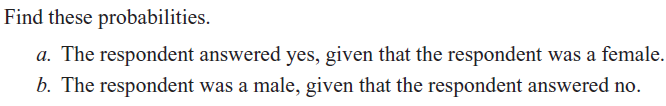 Find these probabilities.
a. The respondent answered yes, given that the respondent was a female.
b. The respondent was a male, given that the respondent answered no.